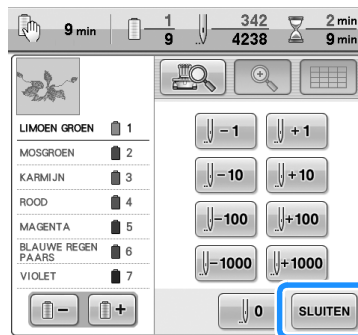 9 min
1
9
342
4238
2 min
9 min
LIMOEN GROEN 1
MOSGROEN 2
KARMIJN 3
ROOD 4
MAGENTA 5
BLAUWE REGEN
PAARS 6
VIOLET 7
- 1
+ 1
- 10
+ 10
- 100
+ 100
- 1000
+ 1000
-
+
0
SLUITEN